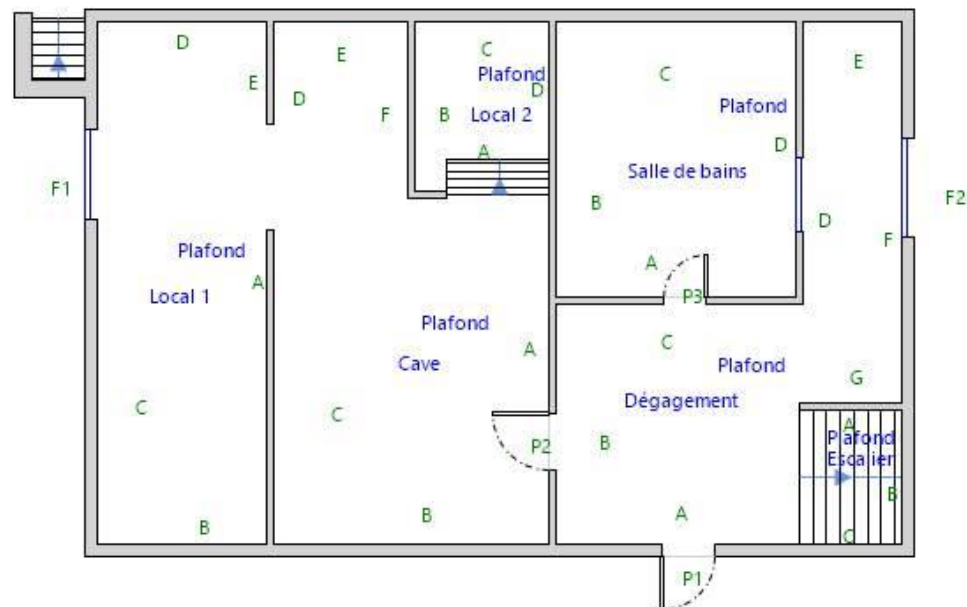 D
E
E
D
F
C
Plafond
D
B
Local 2
A
C
Plafond
D
Salle de bains
B
A
P3
E
D
F
F1
F2
Plafond
A
Local 1
C
B
Plafond
A
Cave
C
P2
B
C
Plafond
Dégagement
B
A
G
A
Plafond
Escalier
B
C
P1